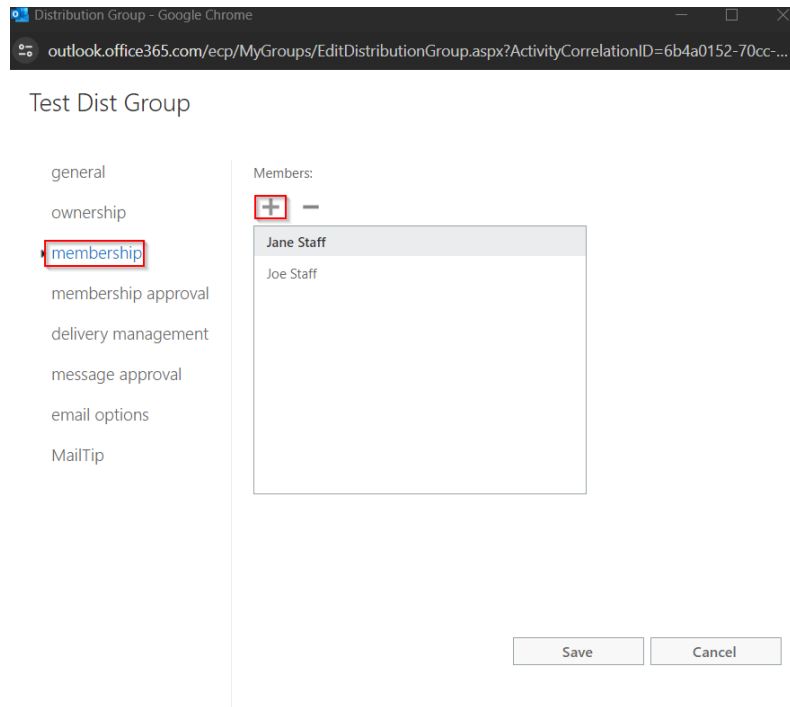 Distribution Group - Google Chrome
outlook.office365.com/ecp/MyGroups/EditDistributionGroup.aspx?ActivityCorrelationID=6b4a0152-70cc-...
Test Dist Group
general
ownership
membership
membership approval
delivery management
message approval
email options
MailTip
Members:
Jane Staff
Joe Staff
Save
Cancel